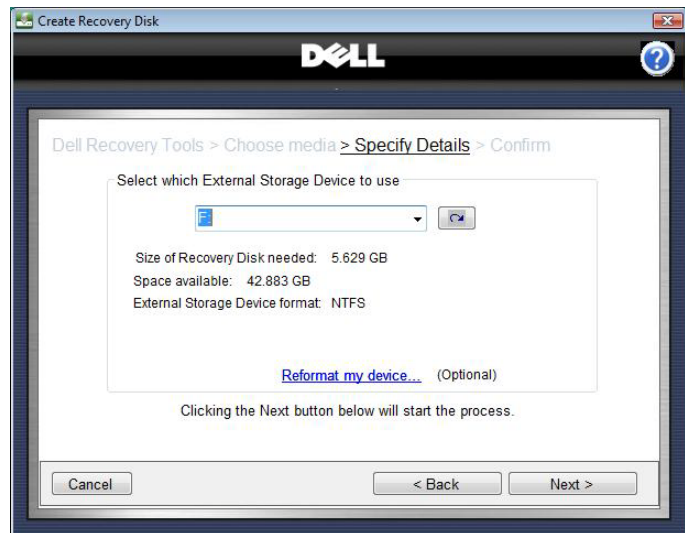 Create Recovery Disk
DELL
?
Dell Recovery Tools > Choose media > Specify Details > Confirm
Select which External Storage Device to use
F:
Size of Recovery Disk needed: 5.629 GB
Space available: 42.883 GB
External Storage Device format: NTFS
Reformat my device... (Optional)
Clicking the Next button below will start the process.
Cancel
< Back
Next >